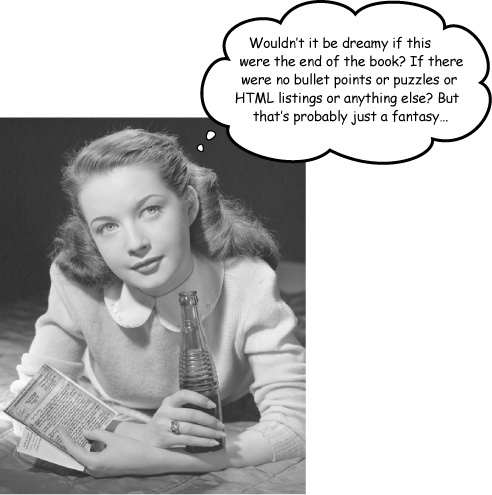 Wouldn't it be dreamy if this
were the end of the book? If there
were no bullet points or puzzles or
HTML listings or anything else? But
that's probably just a fantasy...